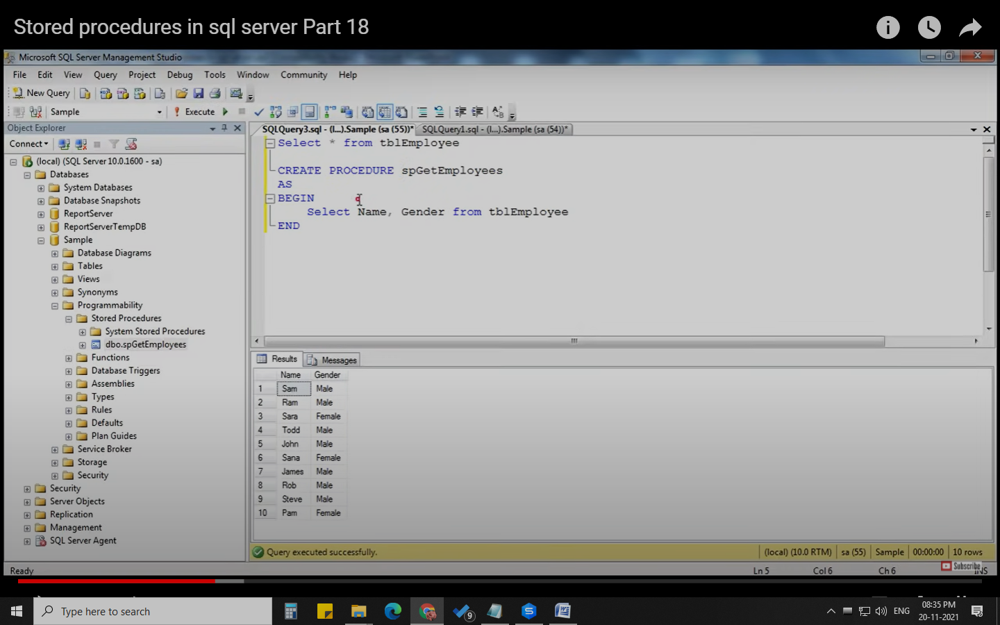 Stored procedures in sql server Part 18
Microsoft SQL Server Management Studio
File Edit View Query Project Debug Tools Window Community Help
New Query
Sample Execute
Object Explorer
SQLQuery3.sql - (l...).Sample (sa (55))* SQLQuery1.sql - (l...).Sample (sa (54))*
Connect
(local) (SQL Server 10.0.1600 - sa)
Databases
System Databases
Database Snapshots
ReportServer
ReportServerTempDB
Sample
Database Diagrams
Tables
Views
Synonyms
Programmability
Stored Procedures
System Stored Procedures
dbo.spGetEmployees
Functions
Database Triggers
Assemblies
Types
Rules
Defaults
Plan Guides
Service Broker
Storage
Security
Security
Server Objects
Replication
Management
SQL Server Agent
Select * from tblEmployee
CREATE PROCEDURE spGetEmployees
AS
BEGIN
Select Name, Gender from tblEmployee
END
Results Messages
Name Gender
1 Sam Male
2 Ram Male
3 Sara Female
4 Todd Male
5 John Male
6 Sana Female
7 James Male
8 Rob Male
9 Steve Male
10 Pam Female
Query executed successfully. (local) (10.0 RTM) sa (55) Sample 00:00:00 10 rows
Subscribe
Ready Ln 5 Col 6 Ch 6 INS
Type here to search
9
ENG
08:35 PM
20-11-2021